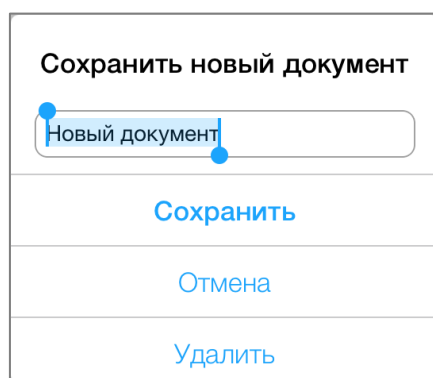 Сохранить новый документ
Новый документ
Сохранить
Отмена
Удалить